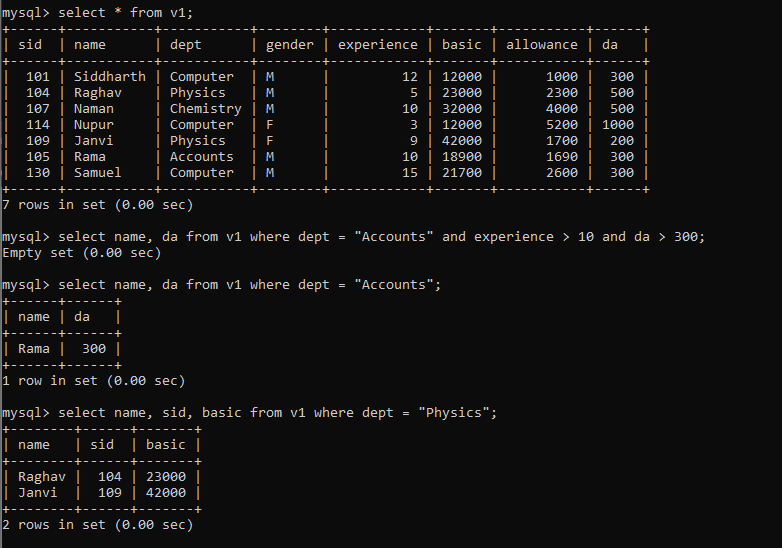 mysql> select * from v1;
+------+-----------+-----------+--------+------------+-------+-----------+------+
| sid  | name      | dept      | gender | experience | basic | allowance | da   |
+------+-----------+-----------+--------+------------+-------+-----------+------+
|  101 | Siddharth | Computer  | M      |         12 | 12000 |      1000 |  300 |
|  104 | Raghav    | Physics   | M      |          5 | 23000 |      2300 |  500 |
|  107 | Naman     | Chemistry | M      |         10 | 32000 |      4000 |  500 |
|  114 | Nupur     | Computer  | F      |          3 | 12000 |      5200 | 1000 |
|  109 | Janvi     | Physics   | F      |          9 | 42000 |      1700 |  200 |
|  105 | Rama      | Accounts  | M      |         10 | 18900 |      1690 |  300 |
|  130 | Samuel    | Computer  | M      |         15 | 21700 |      2600 |  300 |
+------+-----------+-----------+--------+------------+-------+-----------+------+
7 rows in set (0.00 sec)
mysql> select name, da from v1 where dept = "Accounts" and experience > 10 and da > 300;
Empty set (0.00 sec)
mysql> select name, da from v1 where dept = "Accounts";
+------+------+
| name | da   |
+------+------+
| Rama |  300 |
+------+------+
1 row in set (0.00 sec)
mysql> select name, sid, basic from v1 where dept = "Physics";
+--------+------+-------+
| name   | sid  | basic |
+--------+------+-------+
| Raghav |  104 | 23000 |
| Janvi  |  109 | 42000 |
+--------+------+-------+
2 rows in set (0.00 sec)